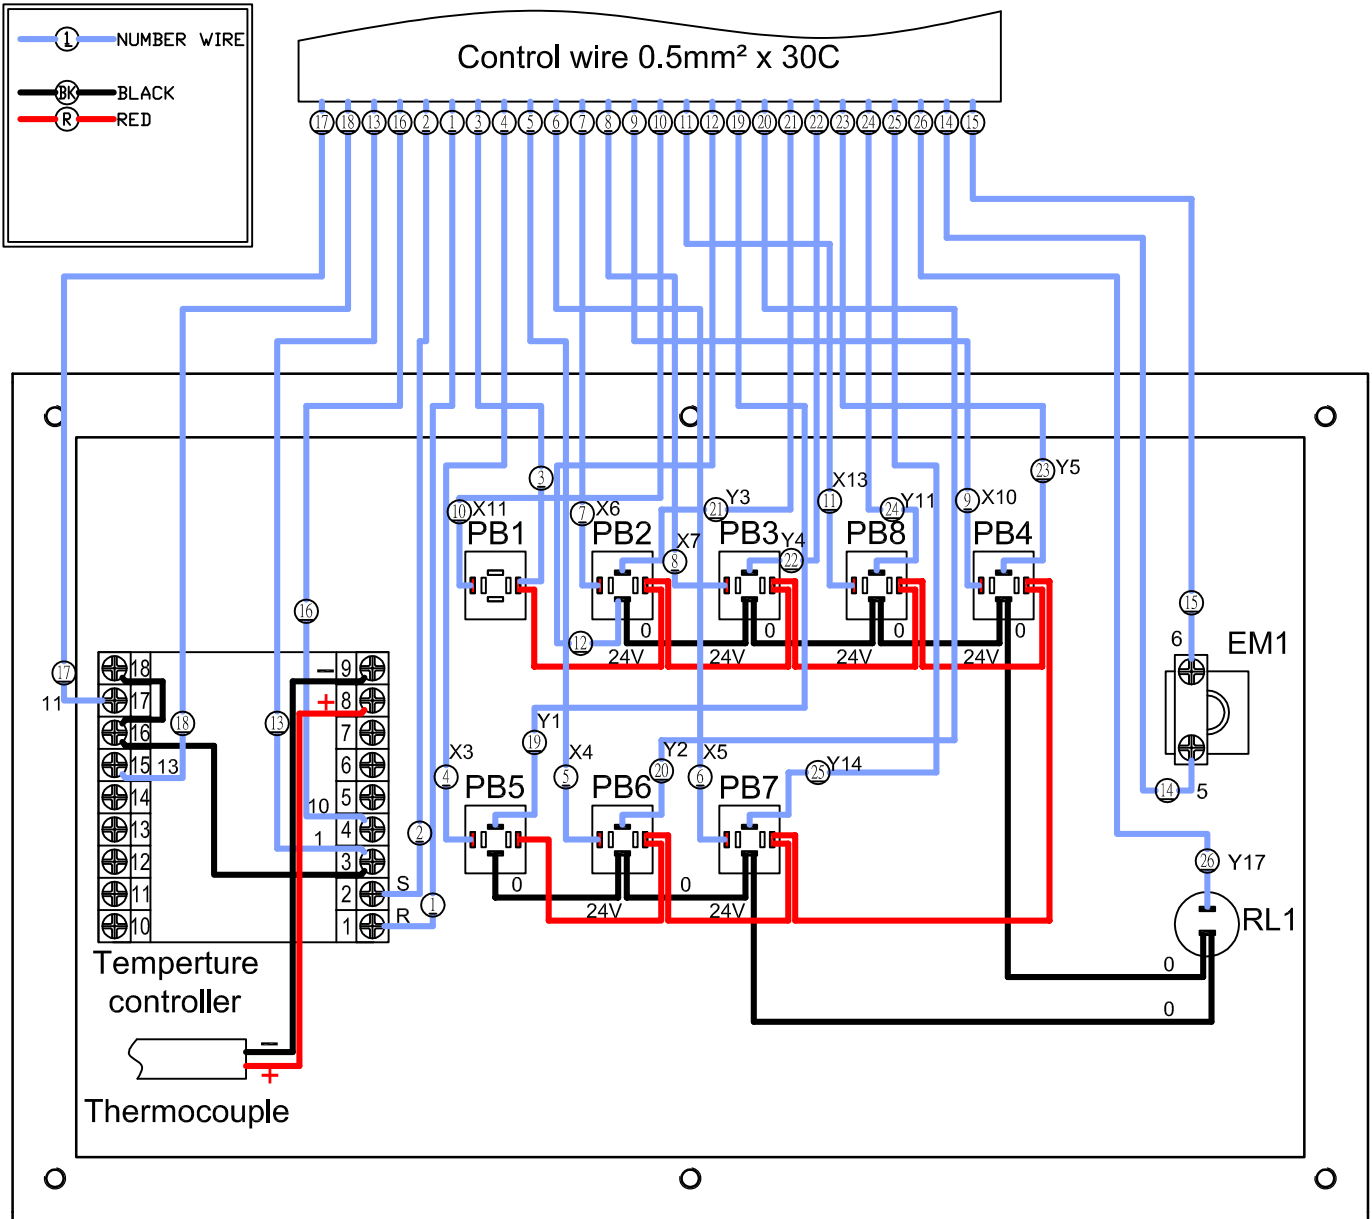 1 NUMBER WIRE
BK BLACK
R RED
Control wire 0.5mm² x 30C
17 18 13 16 2 1 3 4 5 6 7 8 9 10 11 12 19 20 21 22 23 24 25 26 14 15
3 23 Y5
10 X11 7 X6 21 Y3 X13 11 24 Y11 9 X10
PB1 PB2 PB3 PB8 PB4
X7 8 Y4 22
16 15
12 0 0 0 0
24V 24V 24V 24V
6 EM1
17 18 − 9
11 17 + 8
18 13
16 7
15 13 6
14 10 5
13 1 4
12 3
11 S 2
10 R 1
2
1
Y1 19
X3 4 X4 5 Y2 20 X5 6 25 Y14
14 5
PB5 PB6 PB7
26 Y17
0 0
24V 24V
RL1
0
0
Temperture
controller
−
+
Thermocouple